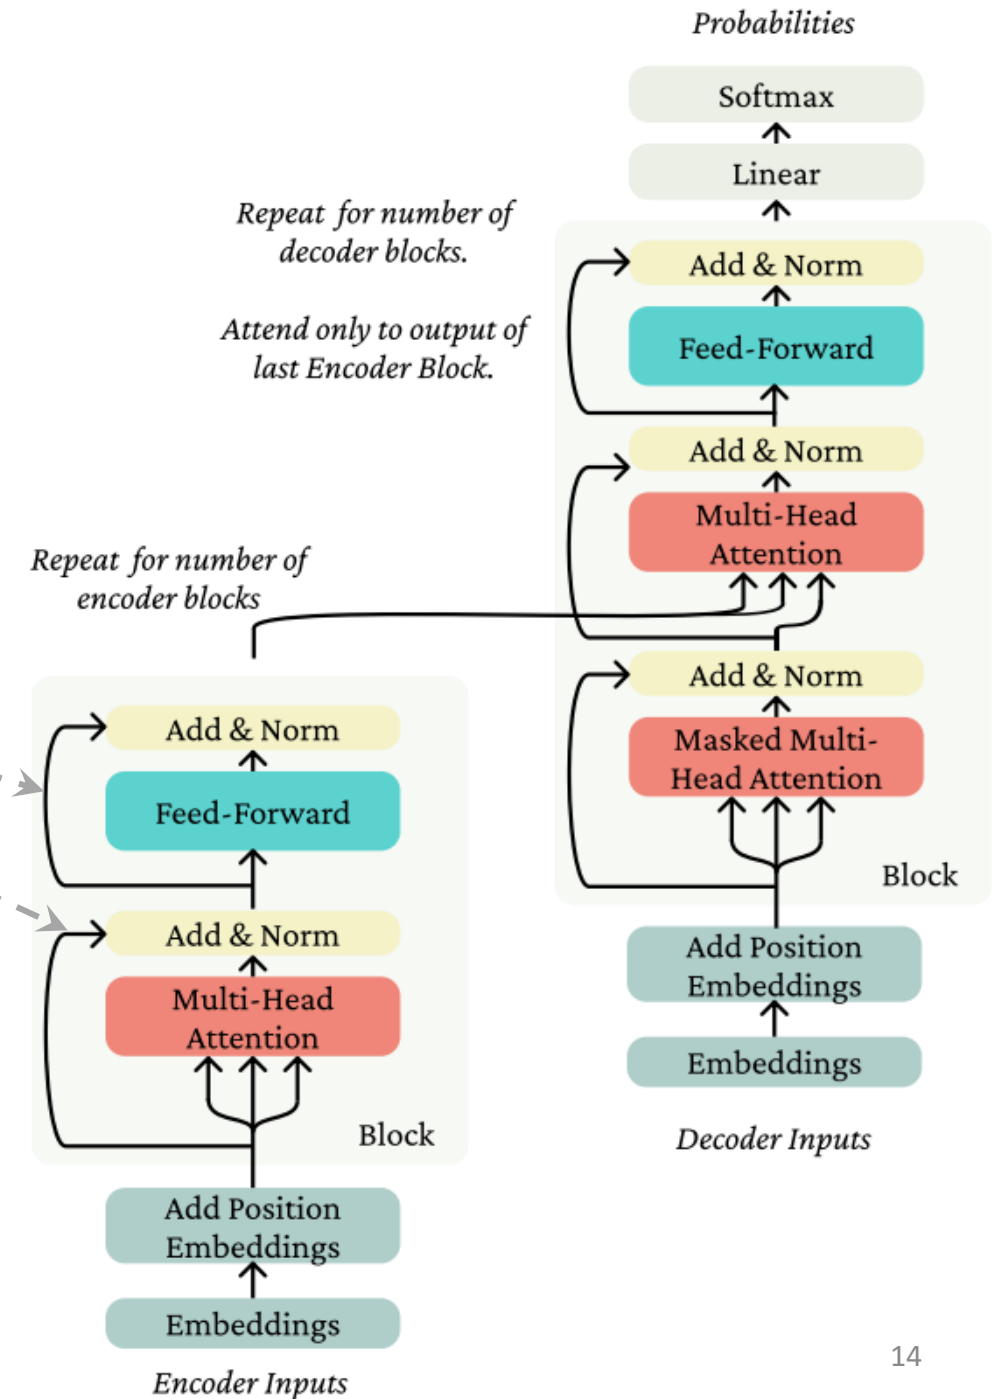 Probabilities
Softmax
Linear
Repeat for number of
decoder blocks.
Add & Norm
Attend only to output of
last Encoder Block.
Feed-Forward
Add & Norm
Multi-Head
Attention
Repeat for number of
encoder blocks
Add & Norm
Masked Multi-
Head Attention
Block
Add Position
Embeddings
Embeddings
Decoder Inputs
Add & Norm
Feed-Forward
Add & Norm
Multi-Head
Attention
Block
Add Position
Embeddings
Embeddings
Encoder Inputs
14